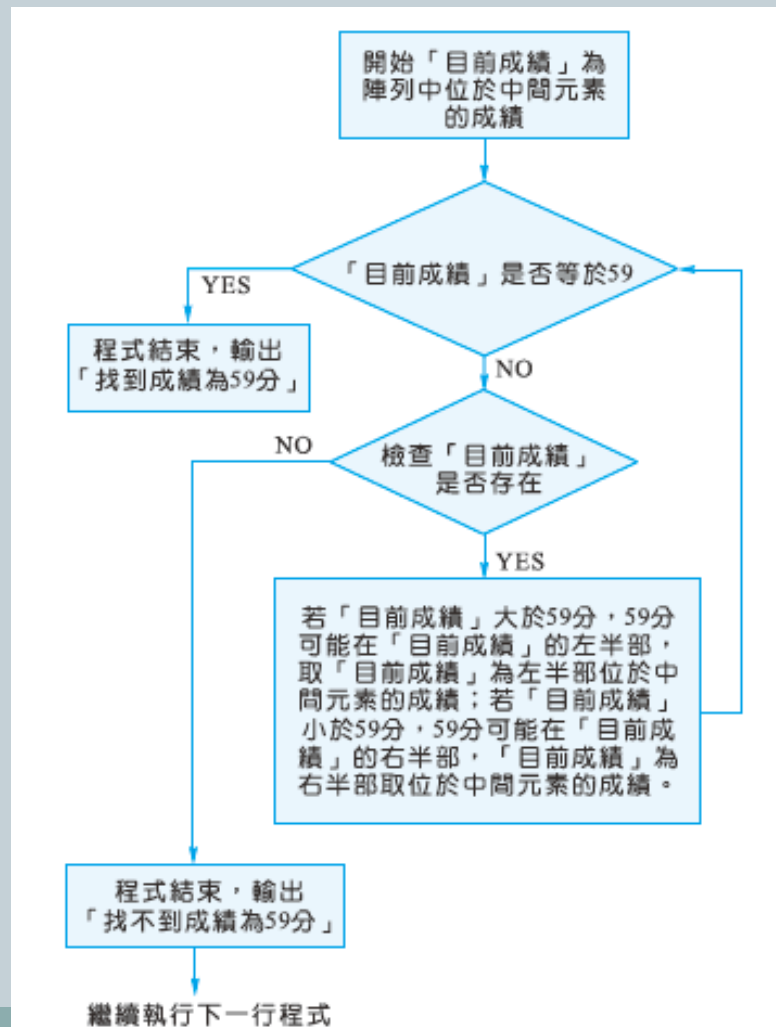 開始「目前成績」為
陣列中位於中間元素
的成績
「目前成績」是否等於59
YES
程式結束，輸出
「找到成績為59分」
NO
檢查「目前成績」
是否存在
NO
YES
若「目前成績」大於59分，59分
可能在「目前成績」的左半部，
取「目前成績」為左半部位於中
間元素的成績；若「目前成績」
小於59分，59分可能在「目前成
績」的右半部，「目前成績」為
右半部取位於中間元素的成績。
程式結束，輸出
「找不到成績為59分」
繼續執行下一行程式